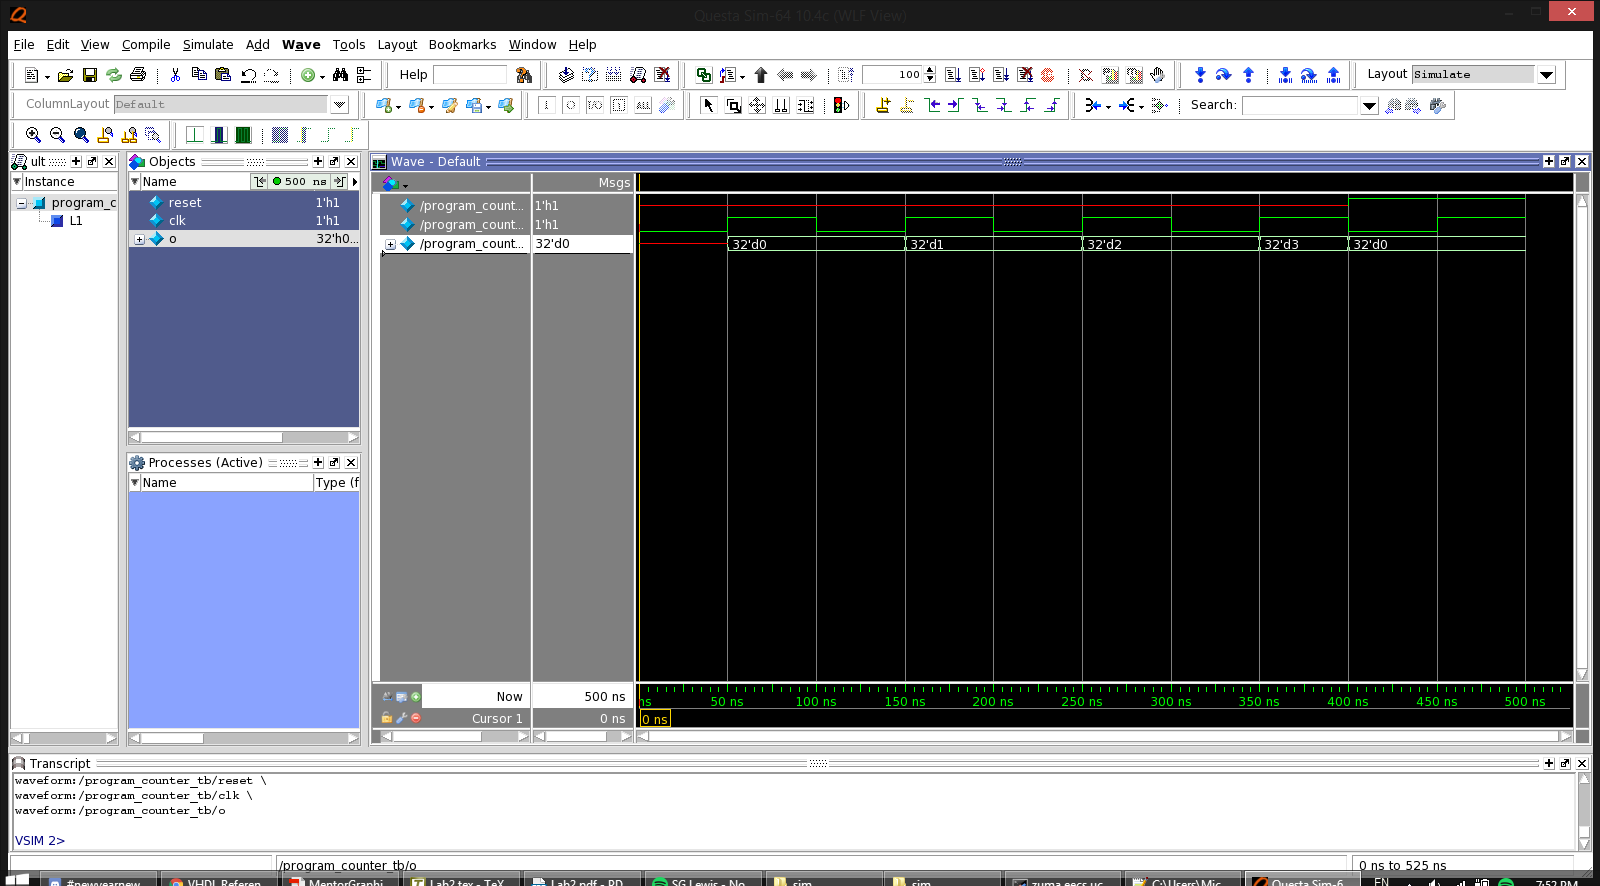 Questa Sim-64 10.4c (WLF View)
File Edit View Compile Simulate Add Wave Tools Layout Bookmarks Window Help
Help 100 Layout Simulate
ColumnLayout Default Search:
ult Objects Wave - Default
Instance Name 500 ns Msgs
program_c reset 1'h1 /program_count... 1'h1
L1 clk 1'h1 /program_count... 1'h1
o 32'h0... /program_count... 32'd0 32'd0 32'd1 32'd2 32'd3 32'd0
Processes (Active)
Name Type (f
Now 500 ns ns 50 ns 100 ns 150 ns 200 ns 250 ns 300 ns 350 ns 400 ns 450 ns 500 ns
Cursor 1 0 ns 0 ns
Transcript
waveform:/program_counter_tb/reset \
waveform:/program_counter_tb/clk \
waveform:/program_counter_tb/o
VSIM 2>
/program_counter_tb/o 0 ns to 525 ns
#newyearnew... VHDL Referen... MentorGraphi... Lab2.tex - TeX... Lab2.pdf - PD... SG Lewis - No... sim sim zuma.eecs.uc... C:\Users\Mic... Questa Sim-6... EN 7:52 PM